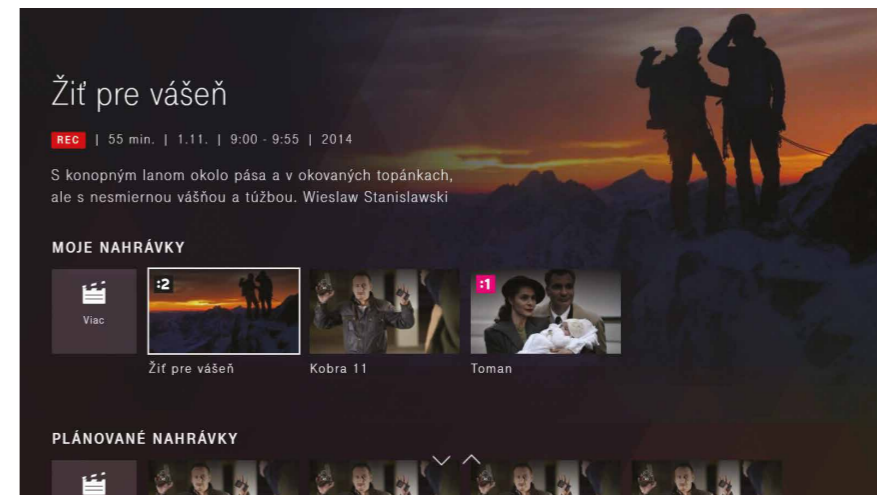 Žiť pre vášeň
REC | 55 min. | 1.11. | 9:00 - 9:55 | 2014
S konopným lanom okolo pása a v okovaných topánkach,
ale s nesmiernou vášňou a túžbou. Wieslaw Stanislawski
MOJE NAHRÁVKY
:2
:1
Viac
Žiť pre vášeň
Kobra 11
Toman
PLÁNOVANÉ NAHRÁVKY